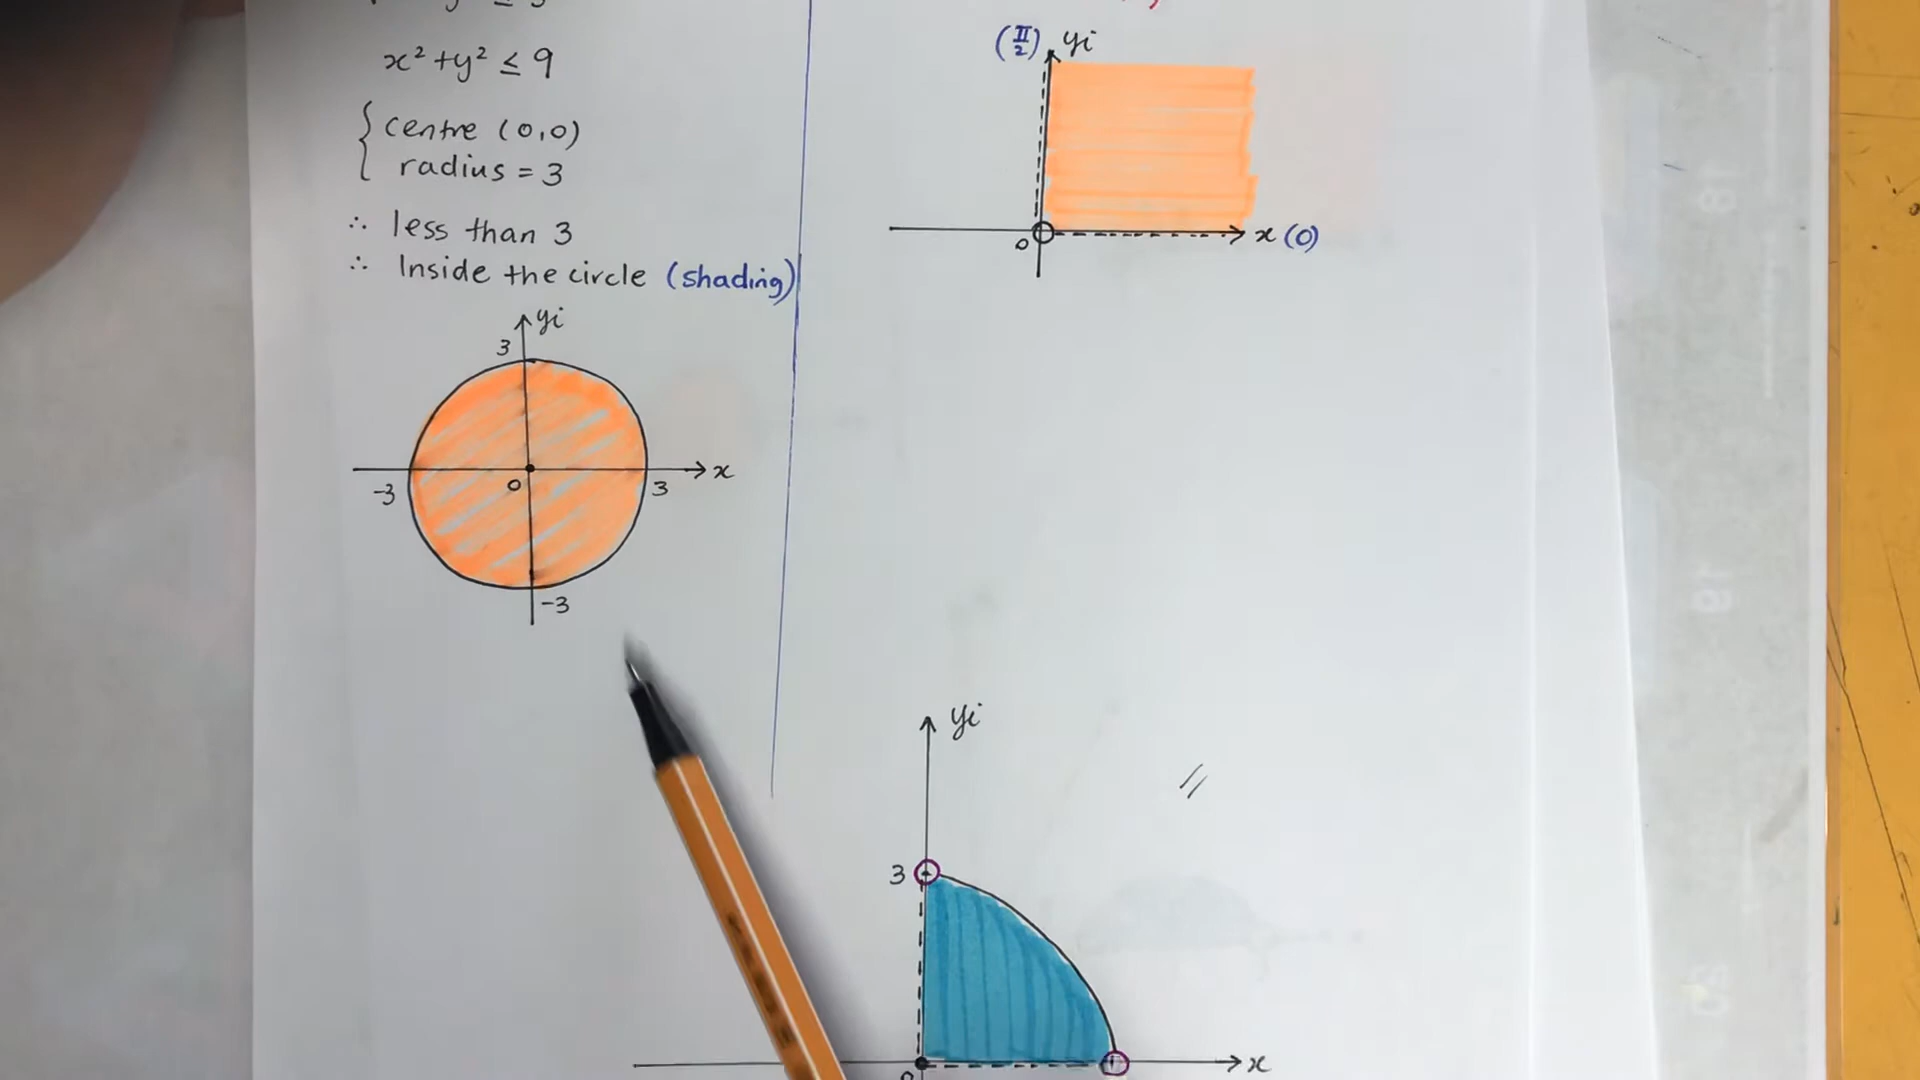 x² + y² ≤ 9
centre (0,0)
radius = 3
∴ less than 3
∴ Inside the circle (shading)
yi
3
-3
0
3
x
-3
(π/2) yi
0
x (0)
yi
3
x